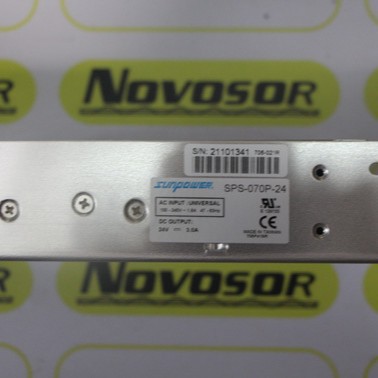 NOVOSOR
S/N: 21101341
SUNPOWER
SPS-070P-24
AC INPUT: UNIVERSAL
DC OUTPUT:
24V
MADE IN TAIWAN
NOVOSOR